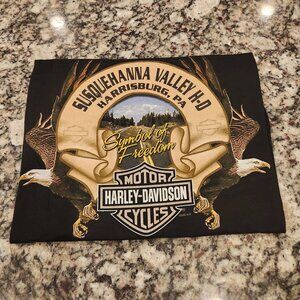 SUSQUEHANNA VALLEY H-D
HARRISBURG, PA
Symbol of
Freedom
MOTOR
HARLEY-DAVIDSON
CYCLES